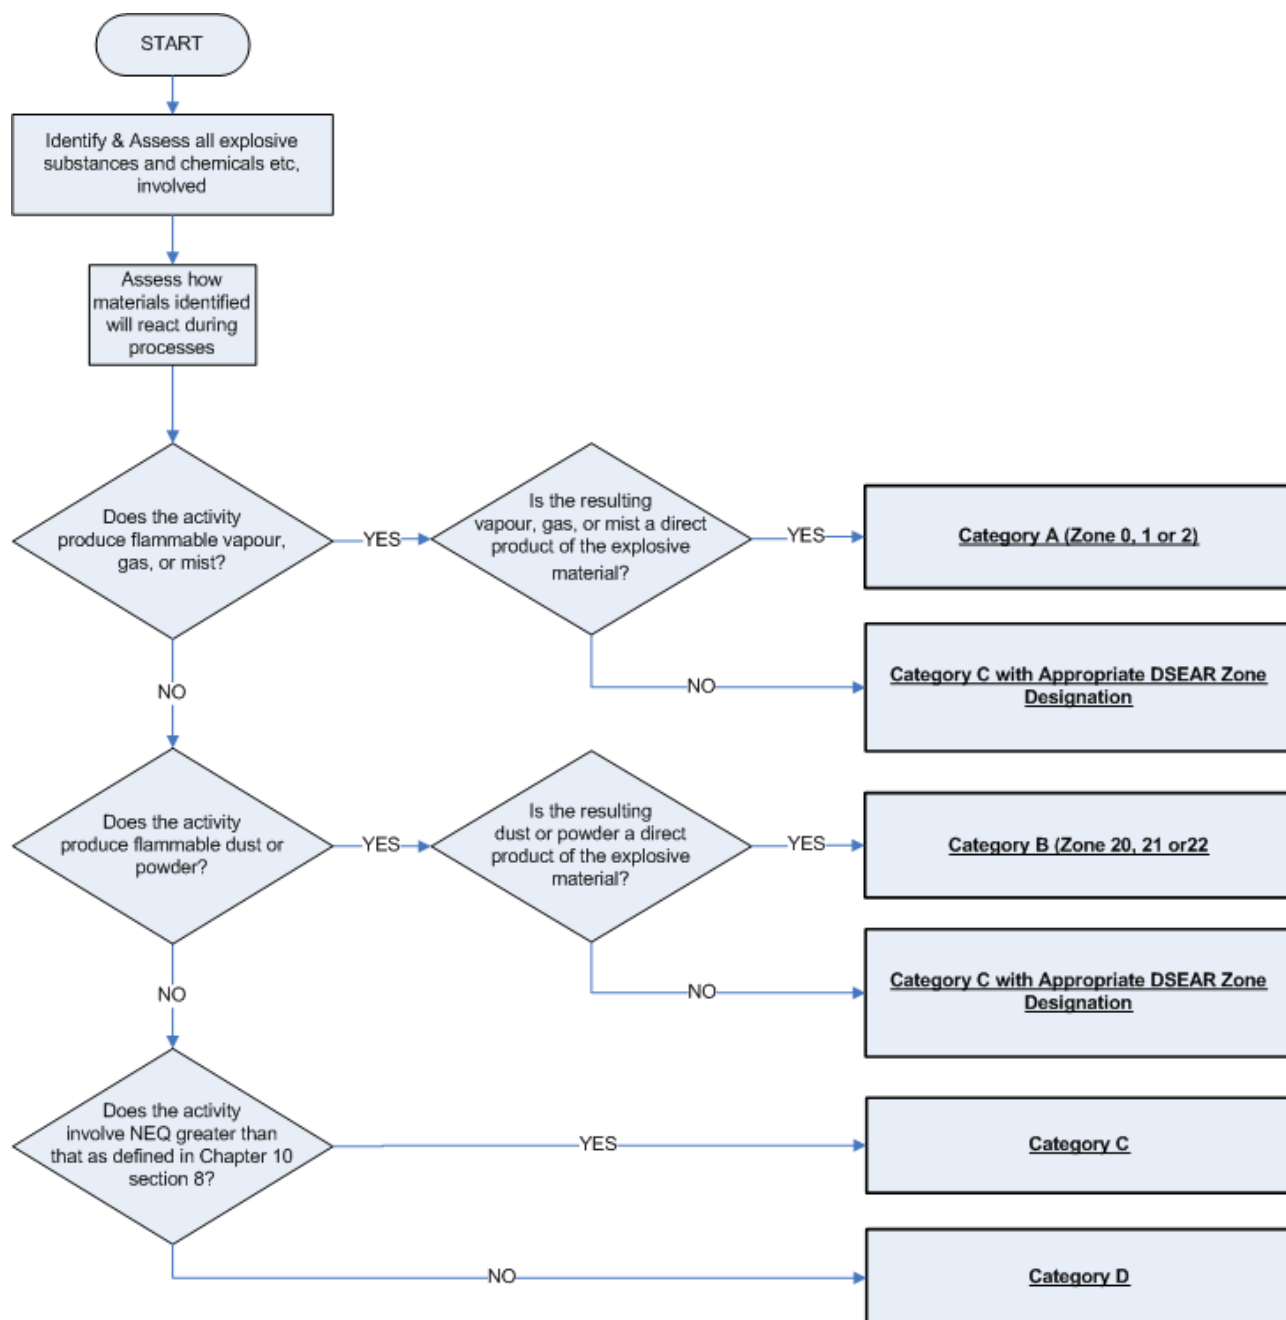 START
Identify & Assess all explosive
substances and chemicals etc,
involved
Assess how
materials identified
will react during
processes
Does the activity
produce flammable vapour,
gas, or mist?
YES
Is the resulting
vapour, gas, or mist a direct
product of the explosive
material?
YES
Category A (Zone 0, 1 or 2)
NO
Category C with Appropriate DSEAR Zone
Designation
NO
Does the activity
produce flammable dust or
powder?
YES
Is the resulting
dust or powder a direct
product of the explosive
material?
YES
Category B (Zone 20, 21 or22
NO
Category C with Appropriate DSEAR Zone
Designation
NO
Does the activity
involve NEQ greater than
that as defined in Chapter 10
section 8?
YES
Category C
NO
Category D